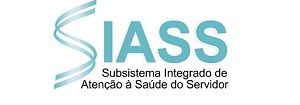 SIASS
Subsistema Integrado de
Atenção à Saúde do Servidor